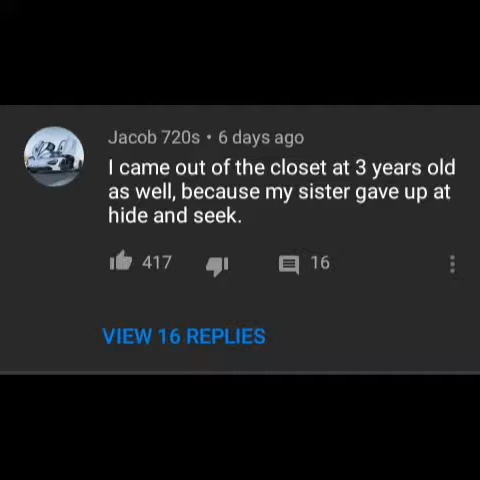 Jacob 720s • 6 days ago
I came out of the closet at 3 years old
as well, because my sister gave up at
hide and seek.
417
16
VIEW 16 REPLIES